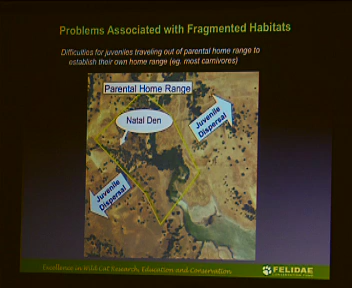 Problems Associated with Fragmented Habitats
Difficulties for juveniles traveling out of parental home range to
establish their own home range (eg. most carnivores)
Parental Home Range
Natal Den
Juvenile
Dispersal
Juvenile
Dispersal
Excellence in Wild Cat Research, Education and Conservation
FELIDAE